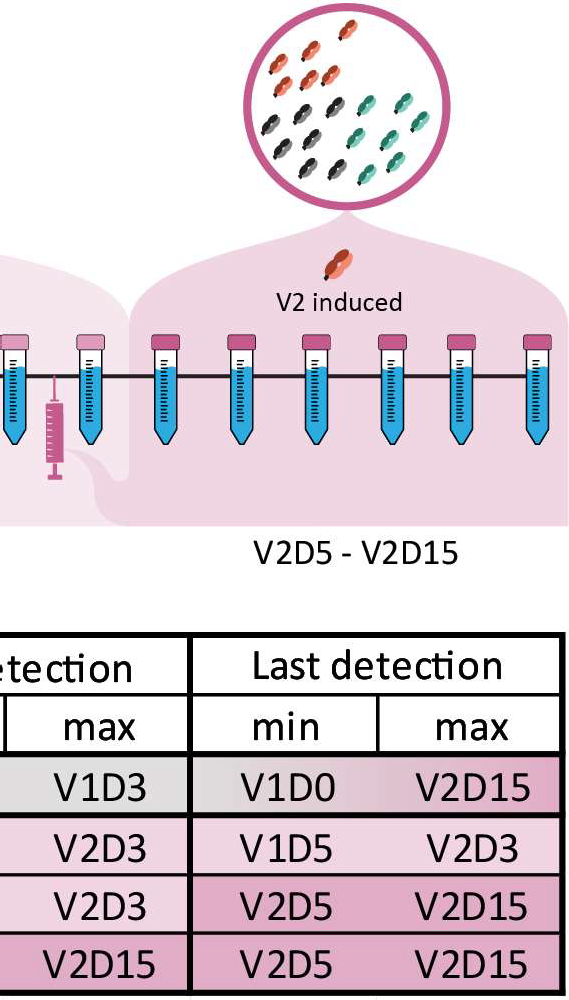 V2 induced
V2D5 - V2D15
etection Last detection
max min max
V1D3 V1D0 V2D15
V2D3 V1D5 V2D3
V2D3 V2D5 V2D15
V2D15 V2D5 V2D15